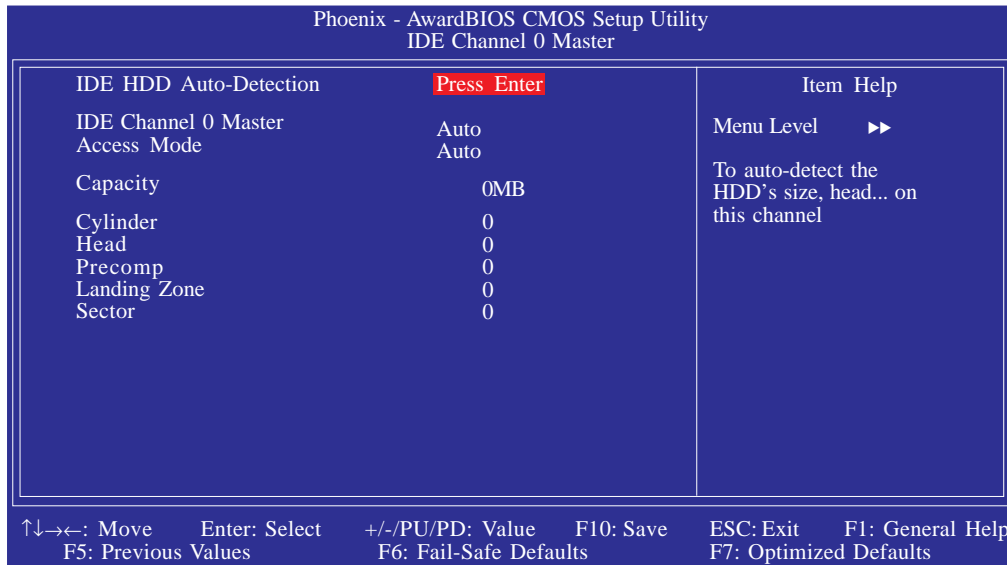 Phoenix - AwardBIOS CMOS Setup Utility
IDE Channel 0 Master
IDE HDD Auto-Detection Press Enter
IDE Channel 0 Master Auto
Access Mode Auto
Capacity 0MB
Cylinder 0
Head 0
Precomp 0
Landing Zone 0
Sector 0
Item Help
Menu Level ▶▶
To auto-detect the
HDD's size, head... on
this channel
↑↓→←: Move Enter: Select +/-/PU/PD: Value F10: Save ESC: Exit F1: General Help
F5: Previous Values F6: Fail-Safe Defaults F7: Optimized Defaults